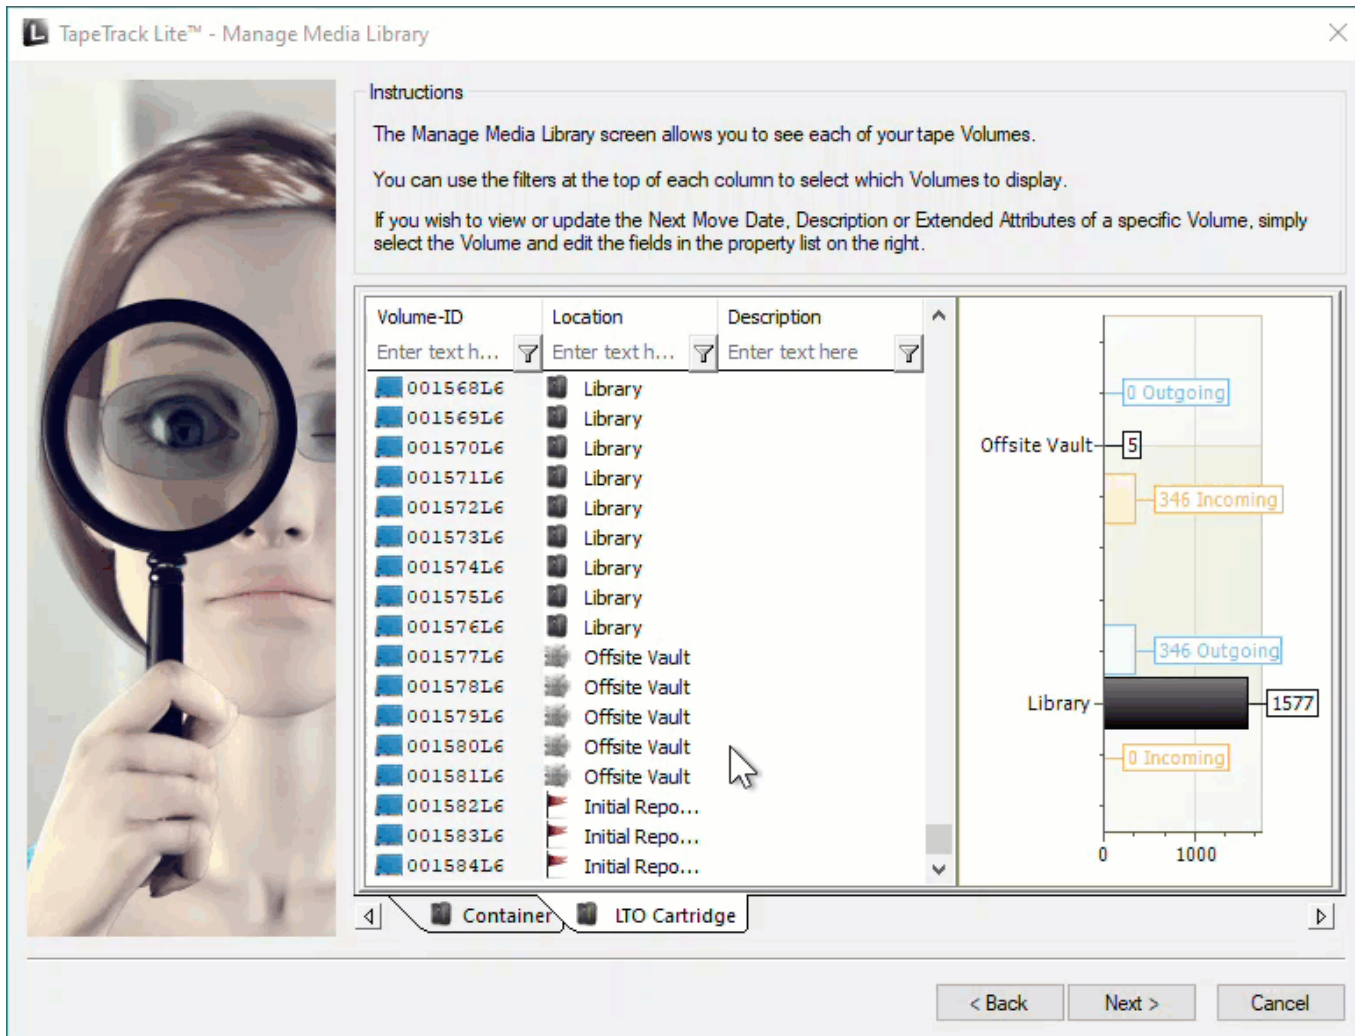 TapeTrack Lite™ - Manage Media Library
Instructions
The Manage Media Library screen allows you to see each of your tape Volumes.
You can use the filters at the top of each column to select which Volumes to display.
If you wish to view or update the Next Move Date, Description or Extended Attributes of a specific Volume, simply
select the Volume and edit the fields in the property list on the right.
Volume-ID Location Description
Enter text h... Enter text h... Enter text here
001568L6 Library
001569L6 Library
001570L6 Library
001571L6 Library
001572L6 Library
001573L6 Library
001574L6 Library
001575L6 Library
001576L6 Library
001577L6 Offsite Vault
001578L6 Offsite Vault
001579L6 Offsite Vault
001580L6 Offsite Vault
001581L6 Offsite Vault
001582L6 Initial Repo...
001583L6 Initial Repo...
001584L6 Initial Repo...
0 Outgoing
Offsite Vault 5
346 Incoming
346 Outgoing
Library 1577
0 Incoming
0 1000
Container LTO Cartridge
< Back Next > Cancel